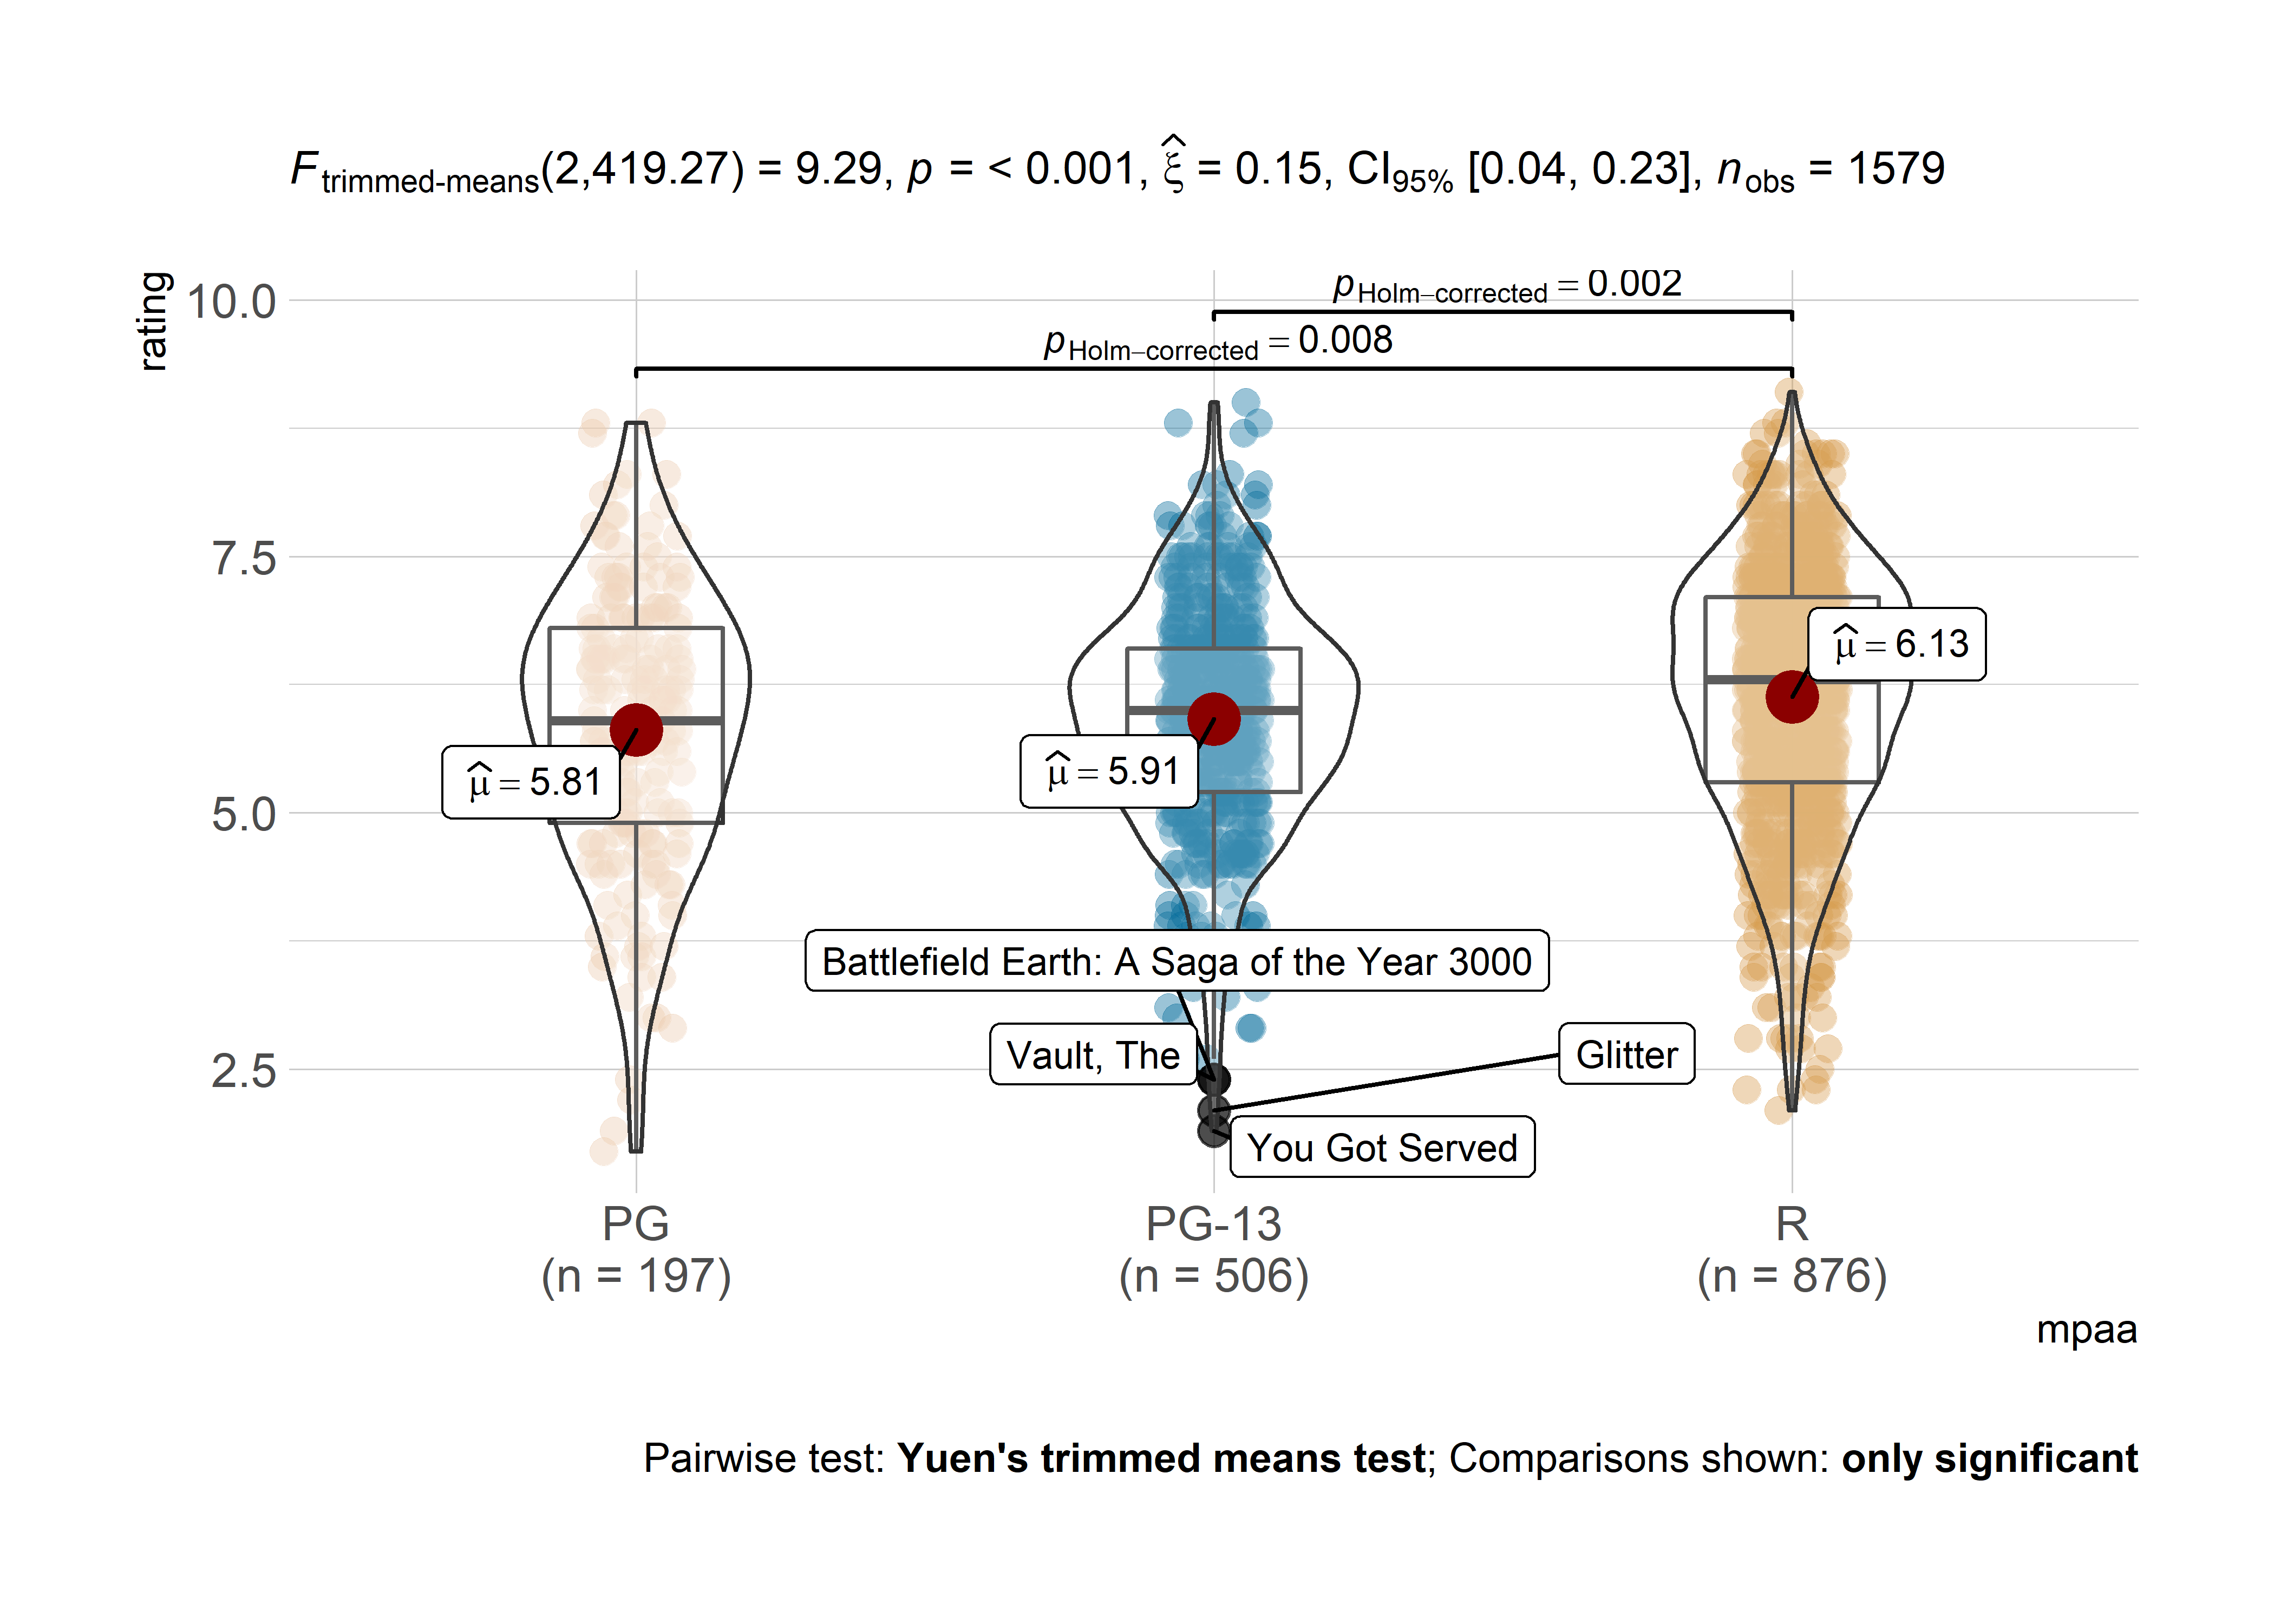 F trimmed-means(2,419.27) = 9.29, p = < 0.001, ξ̂ = 0.15, CI95% [0.04, 0.23], nobs = 1579
rating
10.0
7.5
5.0
2.5
pHolm−corrected = 0.002
pHolm−corrected = 0.008
μ̂ = 6.13
μ̂ = 5.81
μ̂ = 5.91
Battlefield Earth: A Saga of the Year 3000
Vault, The
Glitter
You Got Served
PG
(n = 197)
PG-13
(n = 506)
R
(n = 876)
mpaa
Pairwise test: Yuen's trimmed means test; Comparisons shown: only significant